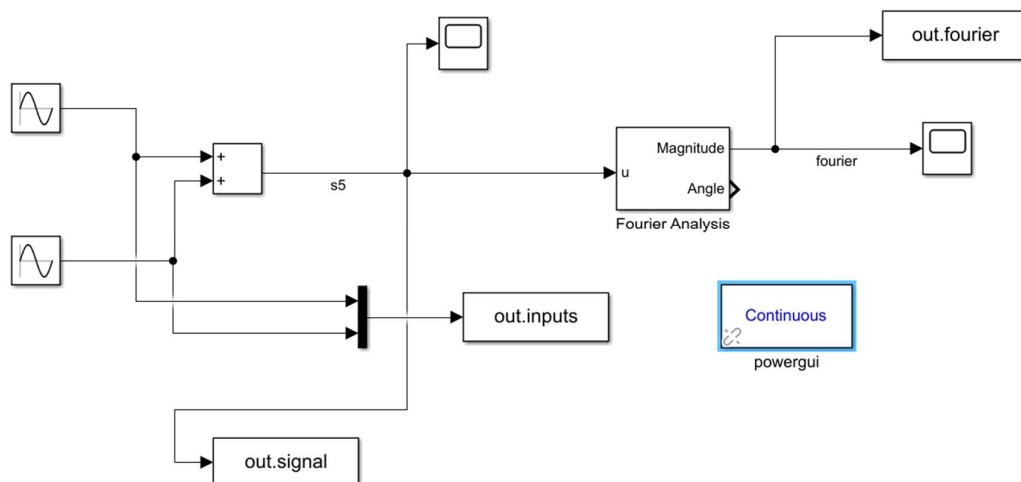 out.fourier
+
+
s5
Magnitude
u
Angle
Fourier Analysis
fourier
out.inputs
Continuous
powergui
out.signal